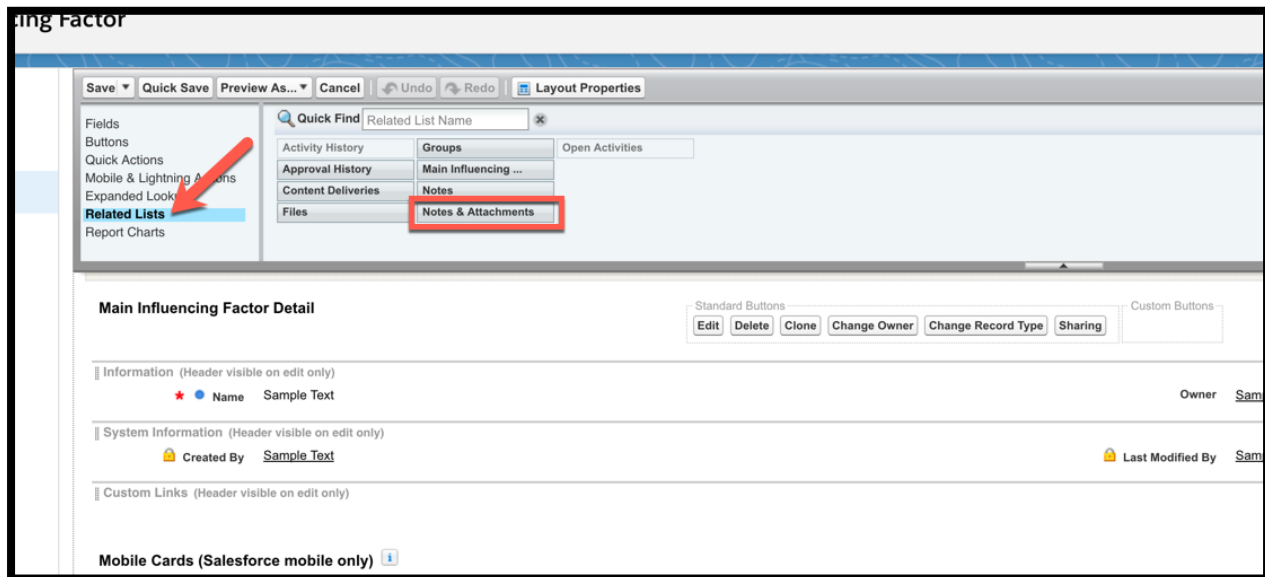 cing Factor
Save Quick Save Preview As... Cancel Undo Redo Layout Properties
Fields
Buttons
Quick Actions
Mobile & Lightning Actions
Expanded Lookups
Related Lists
Report Charts
Quick Find Related List Name
Activity History Groups Open Activities
Approval History Main Influencing ...
Content Deliveries Notes
Files Notes & Attachments
Main Influencing Factor Detail
Standard Buttons
Edit Delete Clone Change Owner Change Record Type Sharing
Custom Buttons
Information (Header visible on edit only)
* Name Sample Text Owner Sam
System Information (Header visible on edit only)
Created By Sample Text Last Modified By Sam
Custom Links (Header visible on edit only)
Mobile Cards (Salesforce mobile only) i